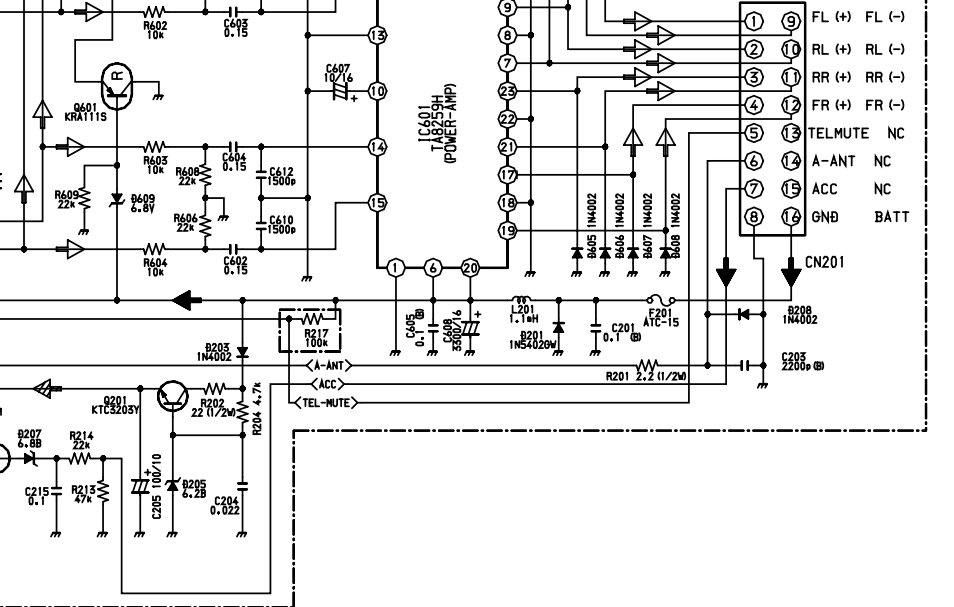 R602
10k
C603
0.15
13
9
8
7
1 9 FL (+) FL (-)
2 10 RL (+) RL (-)
3 11 RR (+) RR (-)
4 12 FR (+) FR (-)
5 13 TELMUTE NC
6 14 A-ANT NC
7 15 ACC NC
8 16 GND BATT
CN201
R
Q601
KRA111S
C607
10/16
+
10
IC601
TA8259H
(POWER-AMP)
23
22
21
17
18
19
14
15
1
6
20
R603
10k
C604
0.15
R608
22k
C612
1500p
R609
22k
D609
6.8V
R606
22k
C610
1500p
R604
10k
C602
0.15
D605 1N4002
D606 1N4002
D607 1N4002
D608 1N4002
R217
100k
C605
0.1 (B)
C608
3300/16
+
L201
1.1mH
D201
1N5402GW
C201
0.1 (B)
F201
ATC-15
D208
1N4002
D203
1N4002
A-ANT
ACC
TEL-MUTE
R201 2.2 (1/2W)
C203
2200p (B)
Q201
KTC3203Y
R202
22 (1/2W)
R204 4.7k
D207
6.8B
R214
22k
C215
0.1
R213
47k
+
C205 100/10
D205
6.2B
C204
0.022